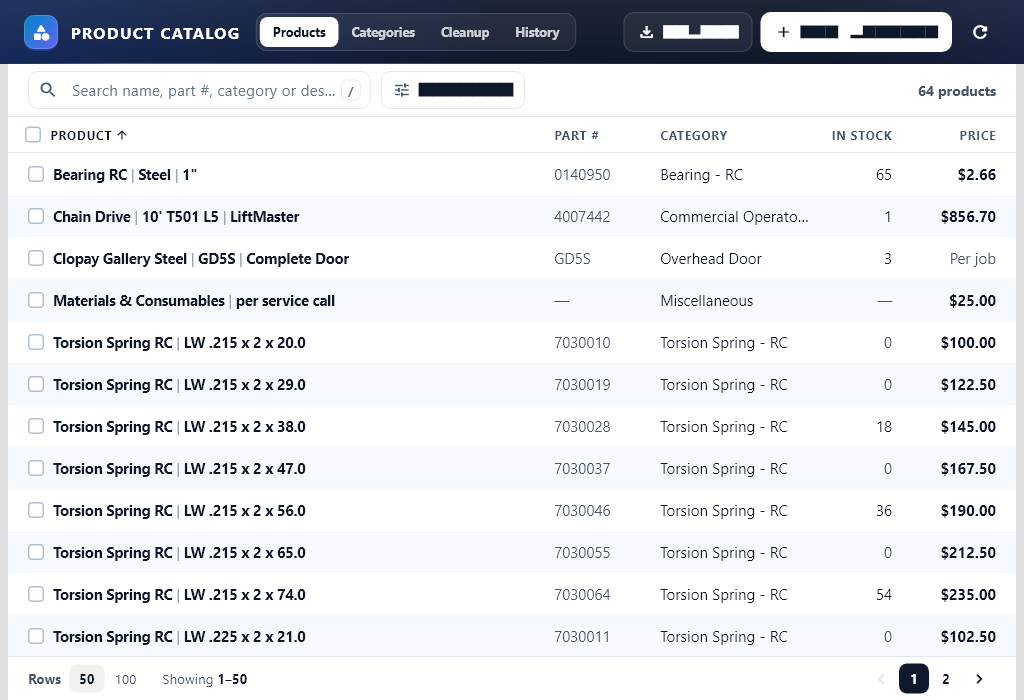 PRODUCT CATALOG Products Categories Cleanup History
Search name, part #, category or des... / 64 products
PRODUCT ↑ PART # CATEGORY IN STOCK PRICE
Bearing RC | Steel | 1" 0140950 Bearing - RC 65 $2.66
Chain Drive | 10' T501 L5 | LiftMaster 4007442 Commercial Operato... 1 $856.70
Clopay Gallery Steel | GD5S | Complete Door GD5S Overhead Door 3 Per job
Materials & Consumables | per service call — Miscellaneous — $25.00
Torsion Spring RC | LW .215 x 2 x 20.0 7030010 Torsion Spring - RC 0 $100.00
Torsion Spring RC | LW .215 x 2 x 29.0 7030019 Torsion Spring - RC 0 $122.50
Torsion Spring RC | LW .215 x 2 x 38.0 7030028 Torsion Spring - RC 18 $145.00
Torsion Spring RC | LW .215 x 2 x 47.0 7030037 Torsion Spring - RC 0 $167.50
Torsion Spring RC | LW .215 x 2 x 56.0 7030046 Torsion Spring - RC 36 $190.00
Torsion Spring RC | LW .215 x 2 x 65.0 7030055 Torsion Spring - RC 0 $212.50
Torsion Spring RC | LW .215 x 2 x 74.0 7030064 Torsion Spring - RC 54 $235.00
Torsion Spring RC | LW .225 x 2 x 21.0 7030011 Torsion Spring - RC 0 $102.50
Rows 50 100 Showing 1–50 1 2